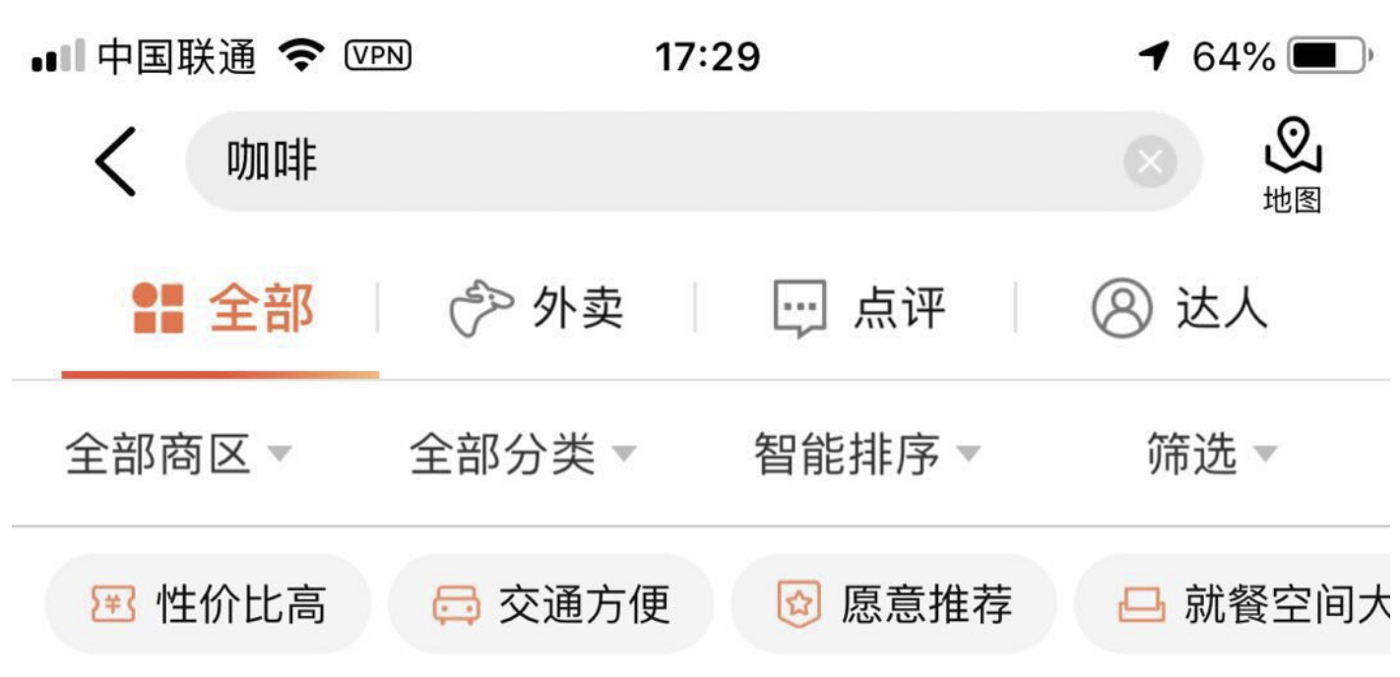 中国联通 VPN 17:29 64%
咖啡
地图
全部 外卖 点评 达人
全部商区 全部分类 智能排序 筛选
性价比高 交通方便 愿意推荐 就餐空间大